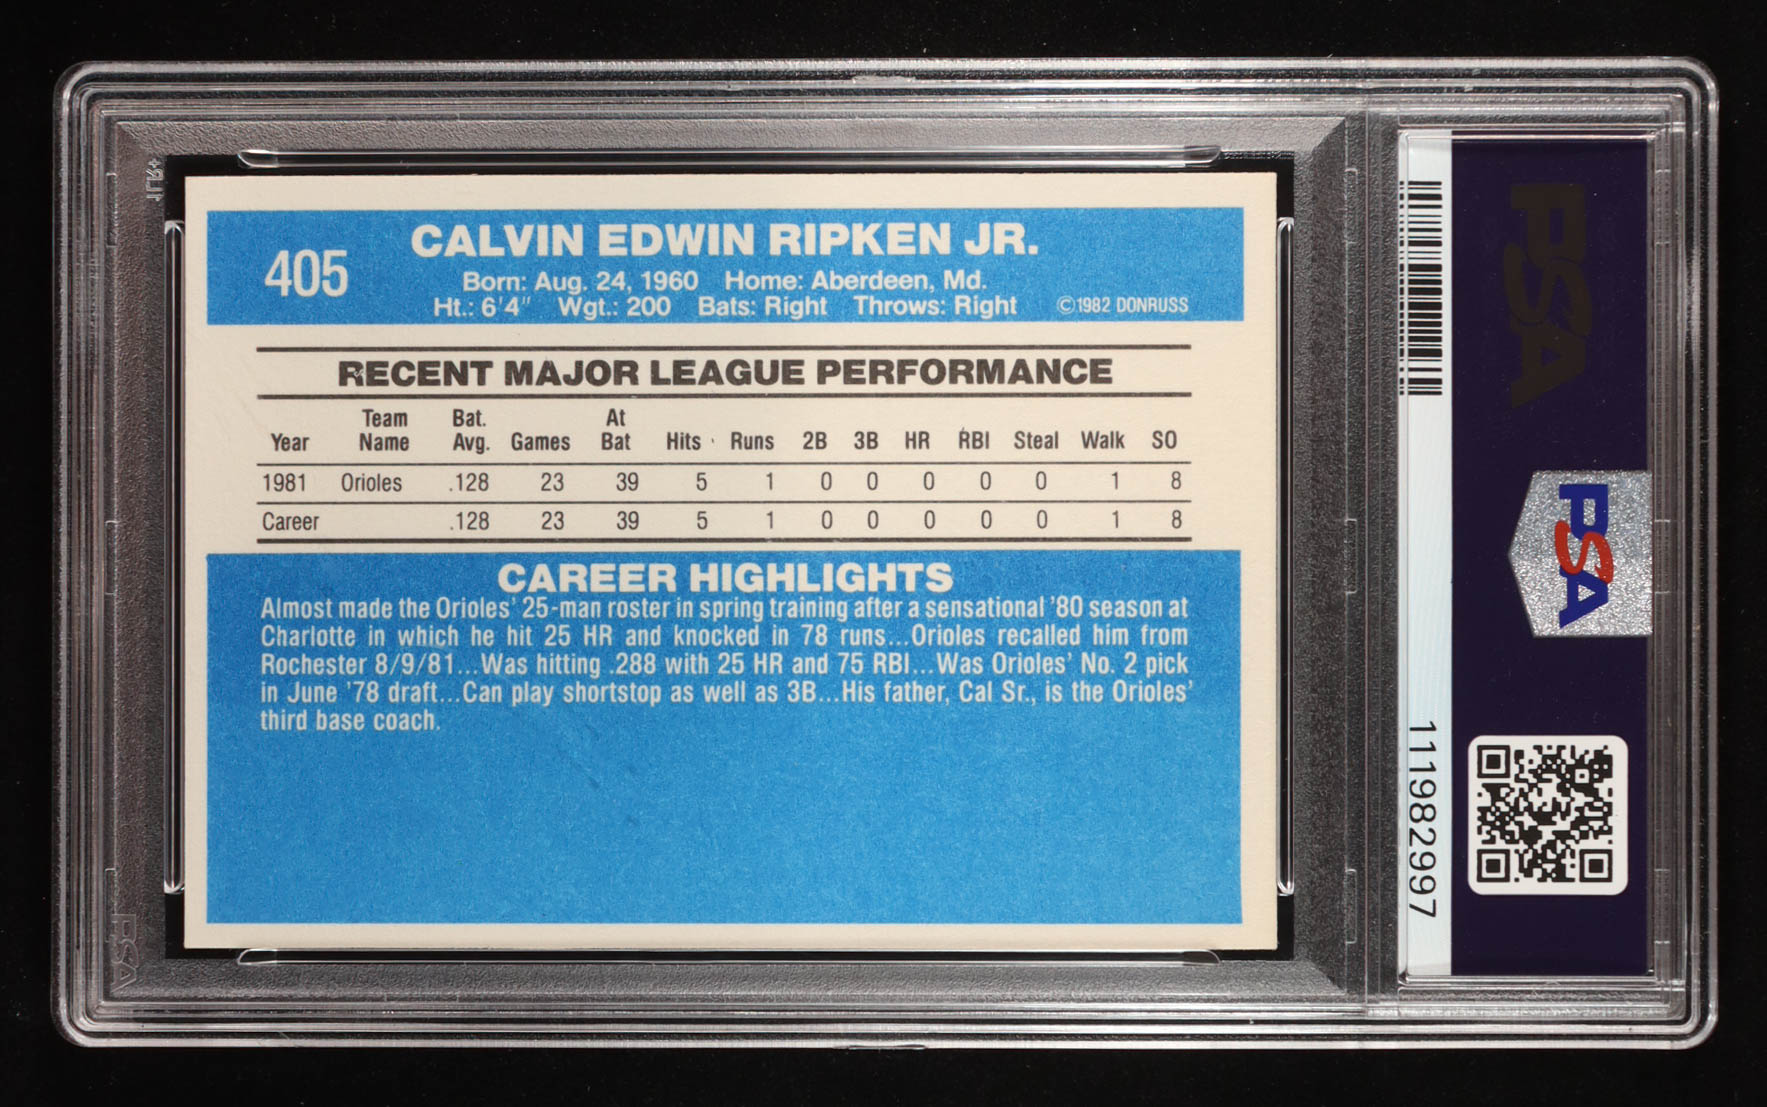 405
CALVIN EDWIN RIPKEN JR.
Born: Aug. 24, 1960 Home: Aberdeen, Md.
Ht.: 6'4" Wgt.: 200 Bats: Right Throws: Right ©1982 DONRUSS
RECENT MAJOR LEAGUE PERFORMANCE
Year Team Name Bat. Avg. Games At Bat Hits Runs 2B 3B HR RBI Steal Walk SO
1981 Orioles .128 23 39 5 1 0 0 0 0 0 1 8
Career .128 23 39 5 1 0 0 0 0 0 1 8
CAREER HIGHLIGHTS
Almost made the Orioles' 25-man roster in spring training after a sensational '80 season at
Charlotte in which he hit 25 HR and knocked in 78 runs...Orioles recalled him from
Rochester 8/9/81...Was hitting .288 with 25 HR and 75 RBI...Was Orioles' No. 2 pick
in June '78 draft...Can play shortstop as well as 3B...His father, Cal Sr., is the Orioles'
third base coach.
PSA
PSA
111982997
PSA